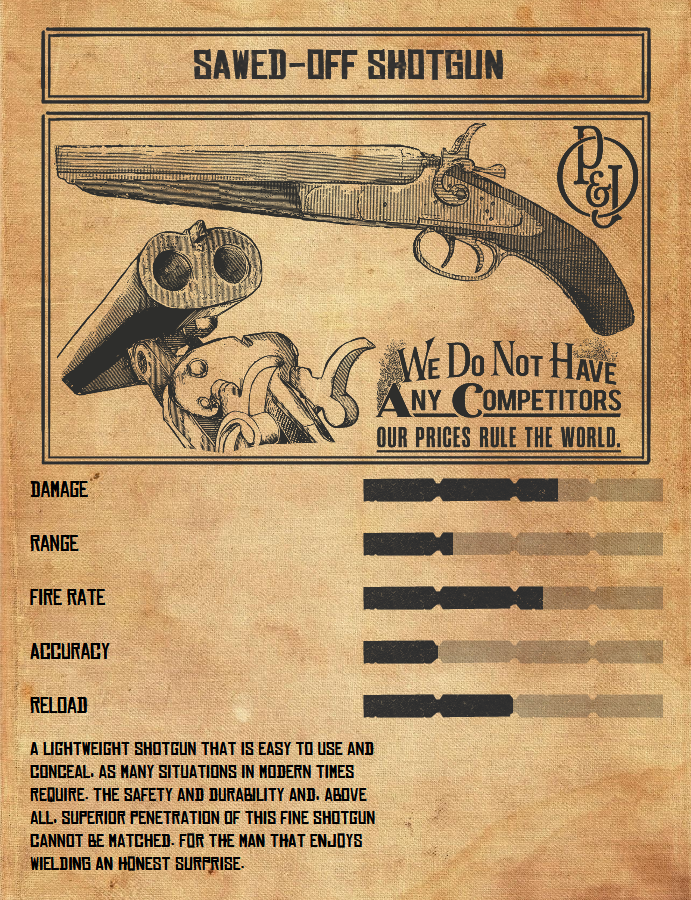 SAWED-OFF SHOTGUN
P&J
WE DO NOT HAVE
ANY COMPETITORS
OUR PRICES RULE THE WORLD.
DAMAGE
RANGE
FIRE RATE
ACCURACY
RELOAD
A LIGHTWEIGHT SHOTGUN THAT IS EASY TO USE AND
CONCEAL, AS MANY SITUATIONS IN MODERN TIMES
REQUIRE. THE SAFETY AND DURABILITY AND, ABOVE
ALL, SUPERIOR PENETRATION OF THIS FINE SHOTGUN
CANNOT BE MATCHED. FOR THE MAN THAT ENJOYS
WIELDING AN HONEST SURPRISE.